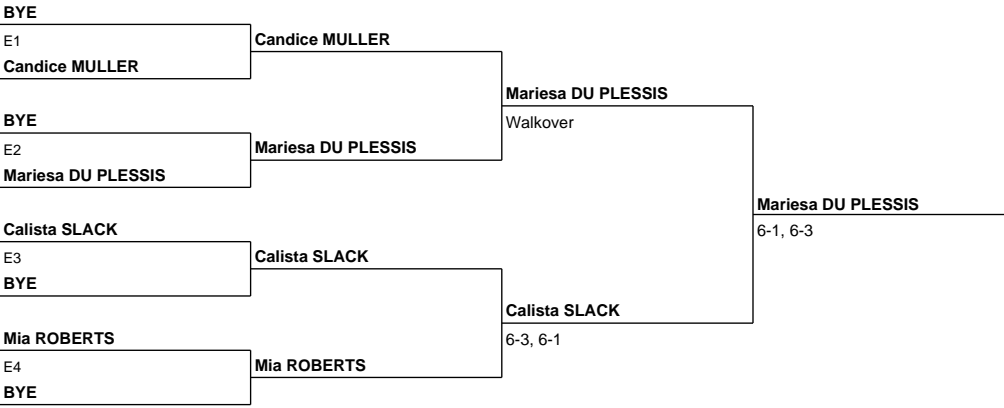 BYE
E1
Candice MULLER
Candice MULLER
BYE
E2
Mariesa DU PLESSIS
Mariesa DU PLESSIS
Mariesa DU PLESSIS
Walkover
Calista SLACK
E3
BYE
Calista SLACK
Mia ROBERTS
E4
BYE
Mia ROBERTS
Calista SLACK
6-3, 6-1
Mariesa DU PLESSIS
6-1, 6-3